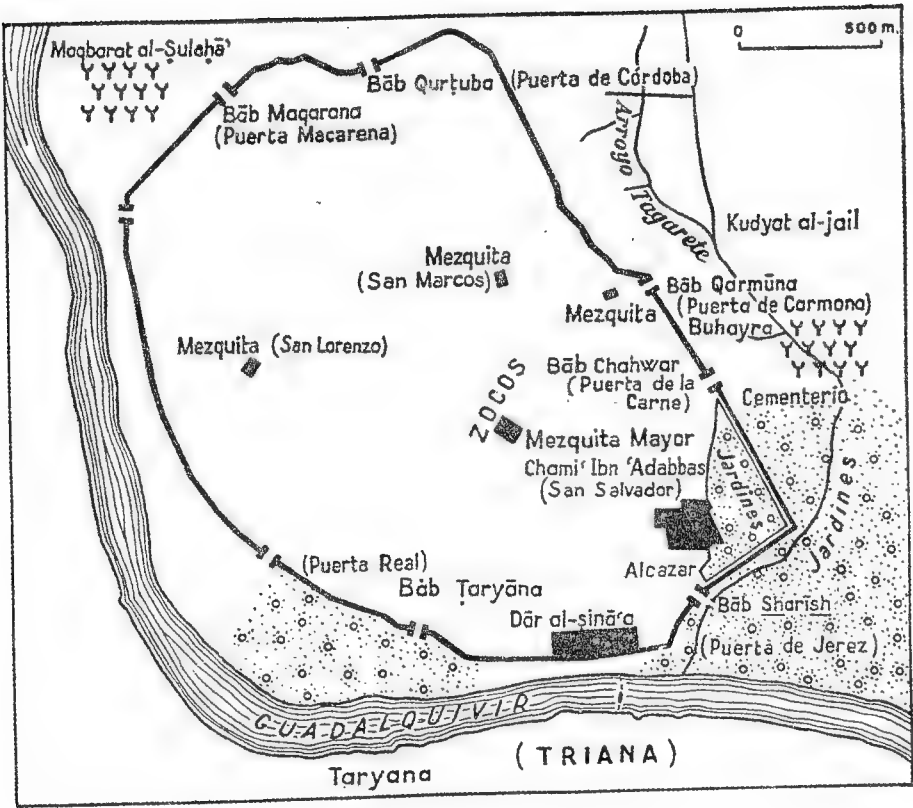 Maqbarat al-Ṣulaḥā'
0 500 m.
Bāb Qurṭuba (Puerta de Córdoba)
Bāb Maqarana
(Puerta Macarena)
Arroyo
Tagarete
Kudyat al-jail
Mezquita
(San Marcos)
Bāb Qarmūna
(Puerta de Carmona)
Mezquita
Buhayra
Mezquita (San Lorenzo)
Bāb Chahwar
(Puerta de la
Carne)
Cementerio
ZOCOS
Mezquita Mayor
Chami' Ibn 'Adabbas
(San Salvador)
Jardines
Jardines
Alcazar
(Puerta Real)
Bāb Ṭaryāna
Dār al-sinā'a
Bāb Sharīsh
(Puerta de Jerez)
GUADALQUIVIR
(TRIANA)
Taryana